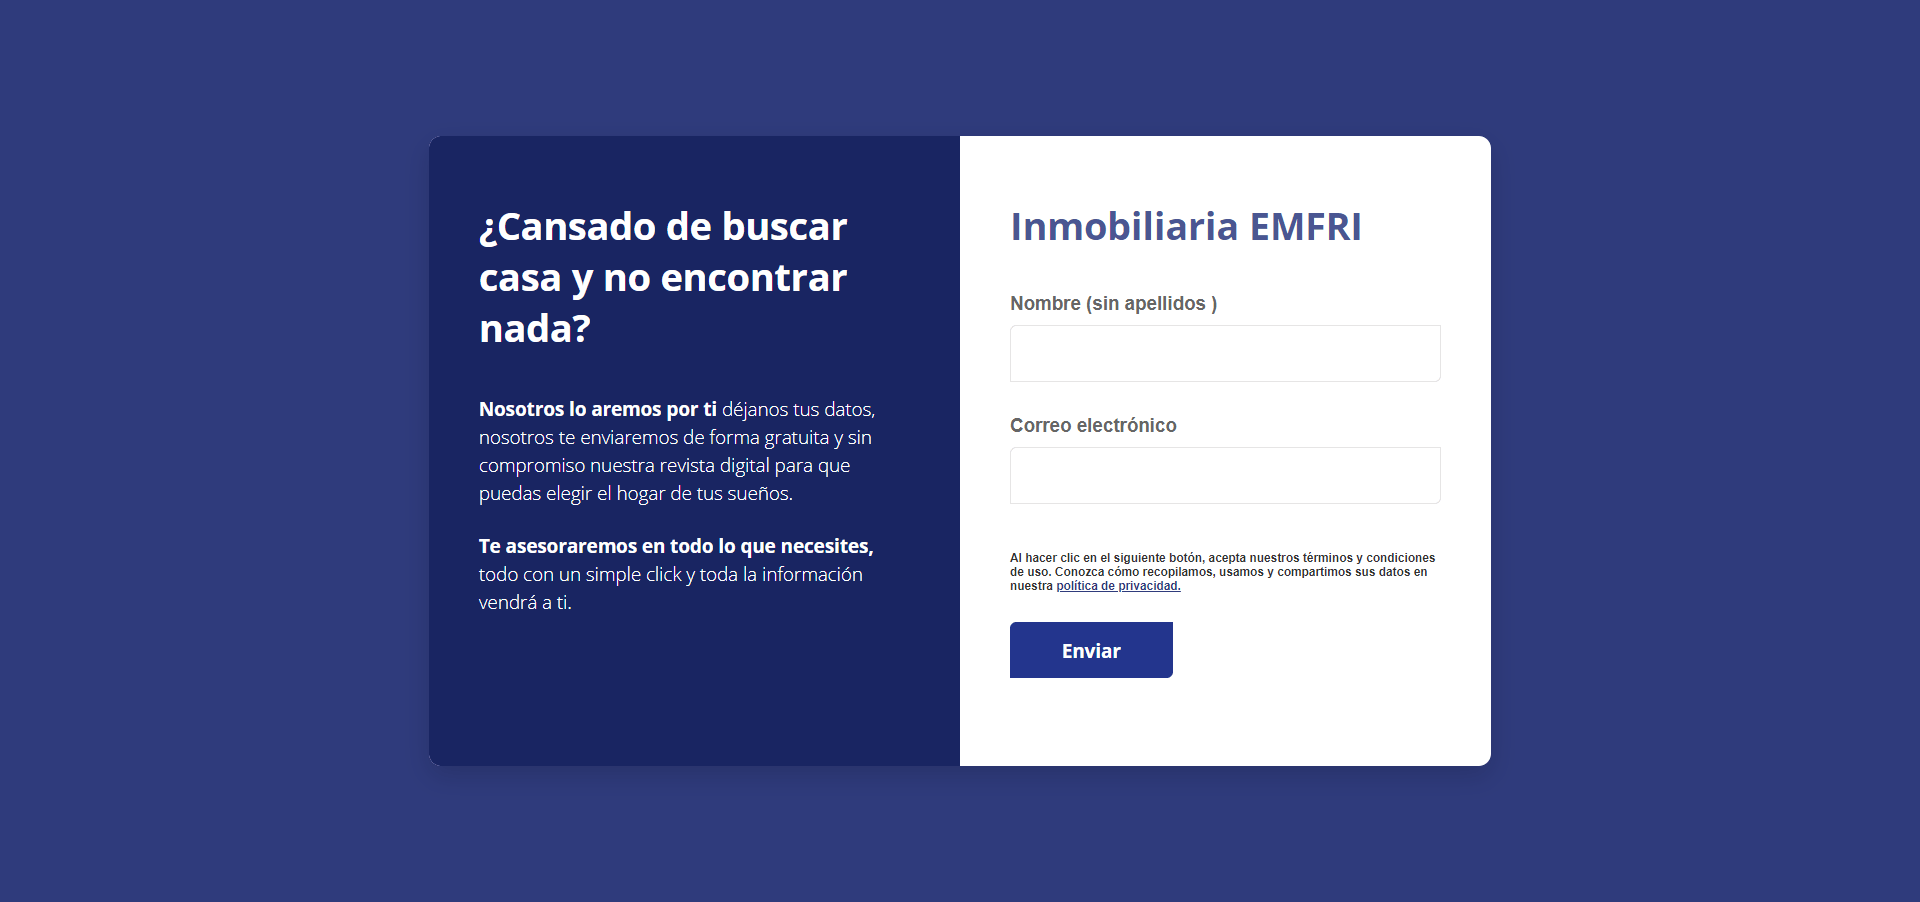 ¿Cansado de buscar
casa y no encontrar
nada?
Nosotros lo aremos por ti déjanos tus datos,
nosotros te enviaremos de forma gratuita y sin
compromiso nuestra revista digital para que
puedas elegir el hogar de tus sueños.
Te asesoraremos en todo lo que necesites,
todo con un simple click y toda la información
vendrá a ti.
Inmobiliaria EMFRI
Nombre (sin apellidos )
Correo electrónico
Al hacer clic en el siguiente botón, acepta nuestros términos y condiciones
de uso. Conozca cómo recopilamos, usamos y compartimos sus datos en
nuestra política de privacidad.
Enviar